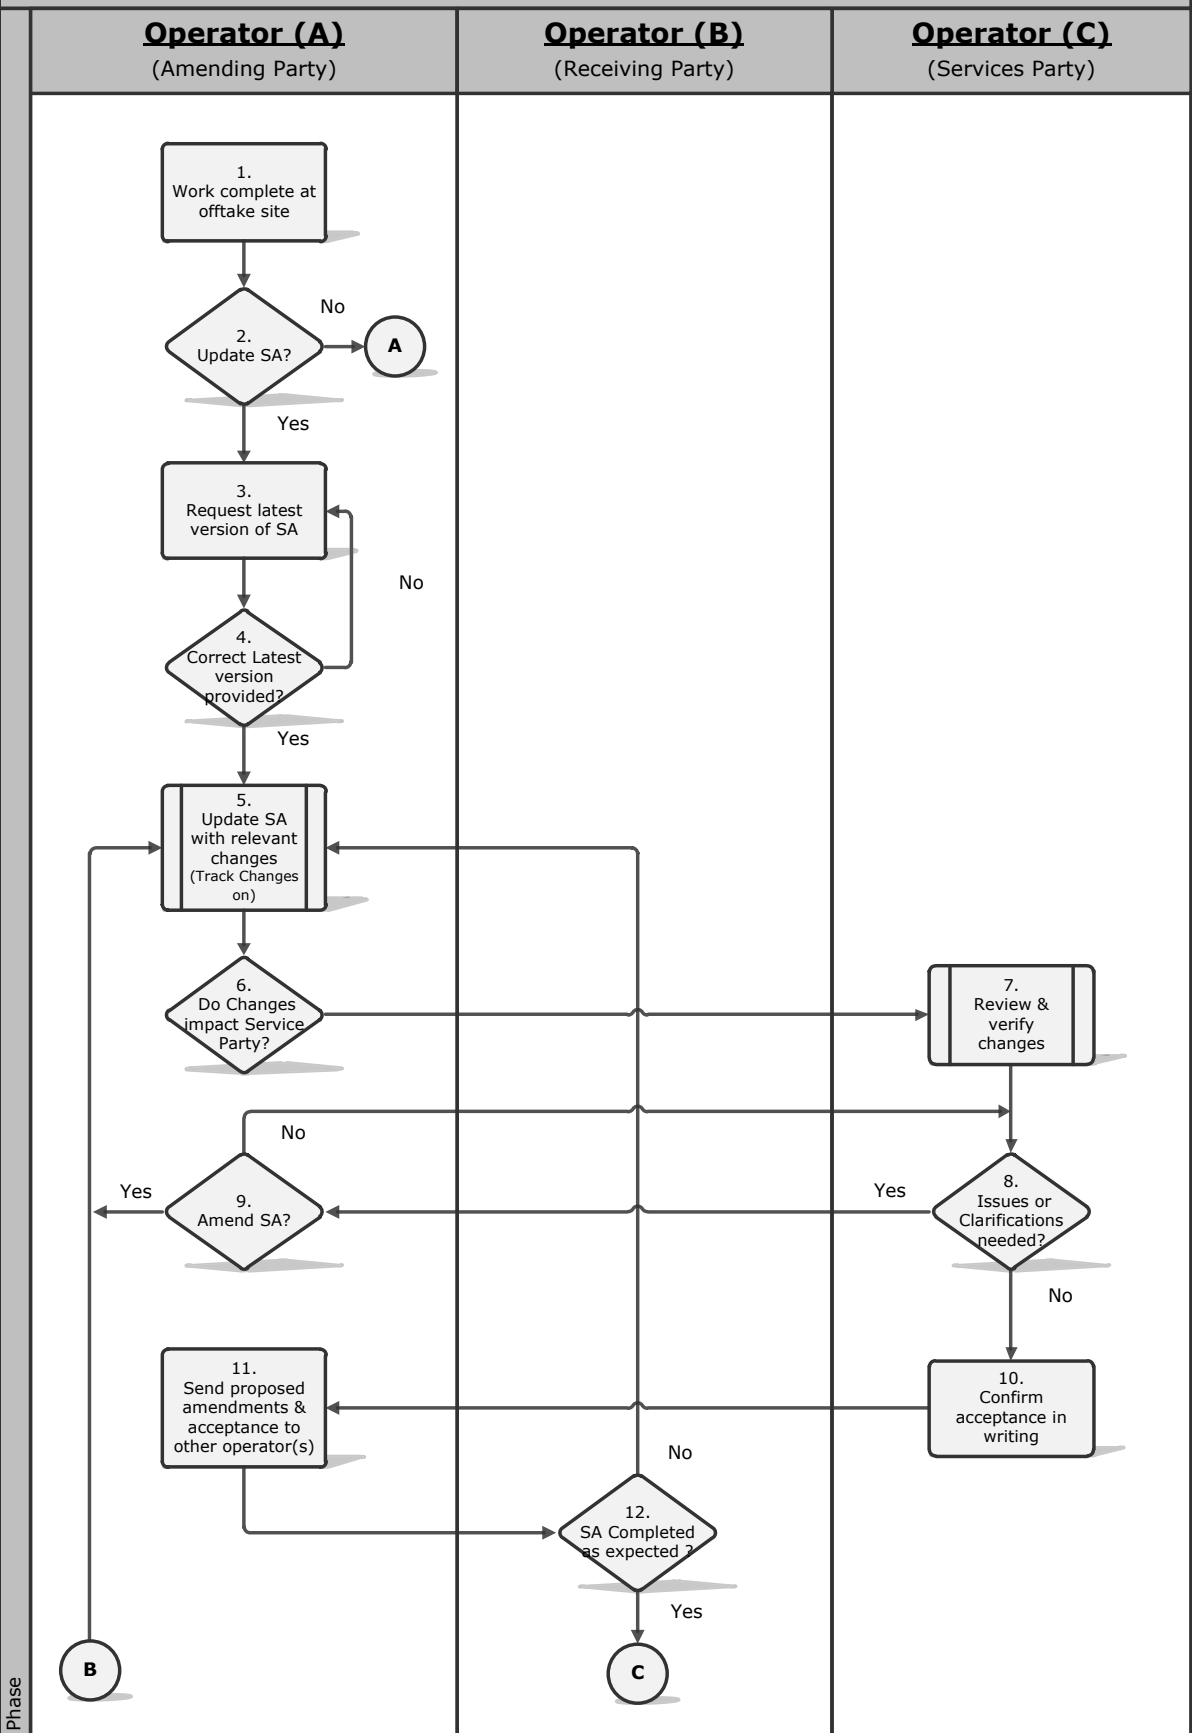 Operator (A)
(Amending Party)
Operator (B)
(Receiving Party)
Operator (C)
(Services Party)
1.
Work complete at
offtake site
No
2.
Update SA?
A
Yes
3.
Request latest
version of SA
No
4.
Correct Latest
version
provided?
Yes
5.
Update SA
with relevant
changes
(Track Changes
on)
6.
Do Changes
impact Service
Party?
7.
Review &
verify
changes
No
Yes
9.
Amend SA?
Yes
8.
Issues or
Clarifications
needed?
No
11.
Send proposed
amendments &
acceptance to
other operator(s)
10.
Confirm
acceptance in
writing
No
12.
SA Completed
as expected ?
Yes
B
C
Phase